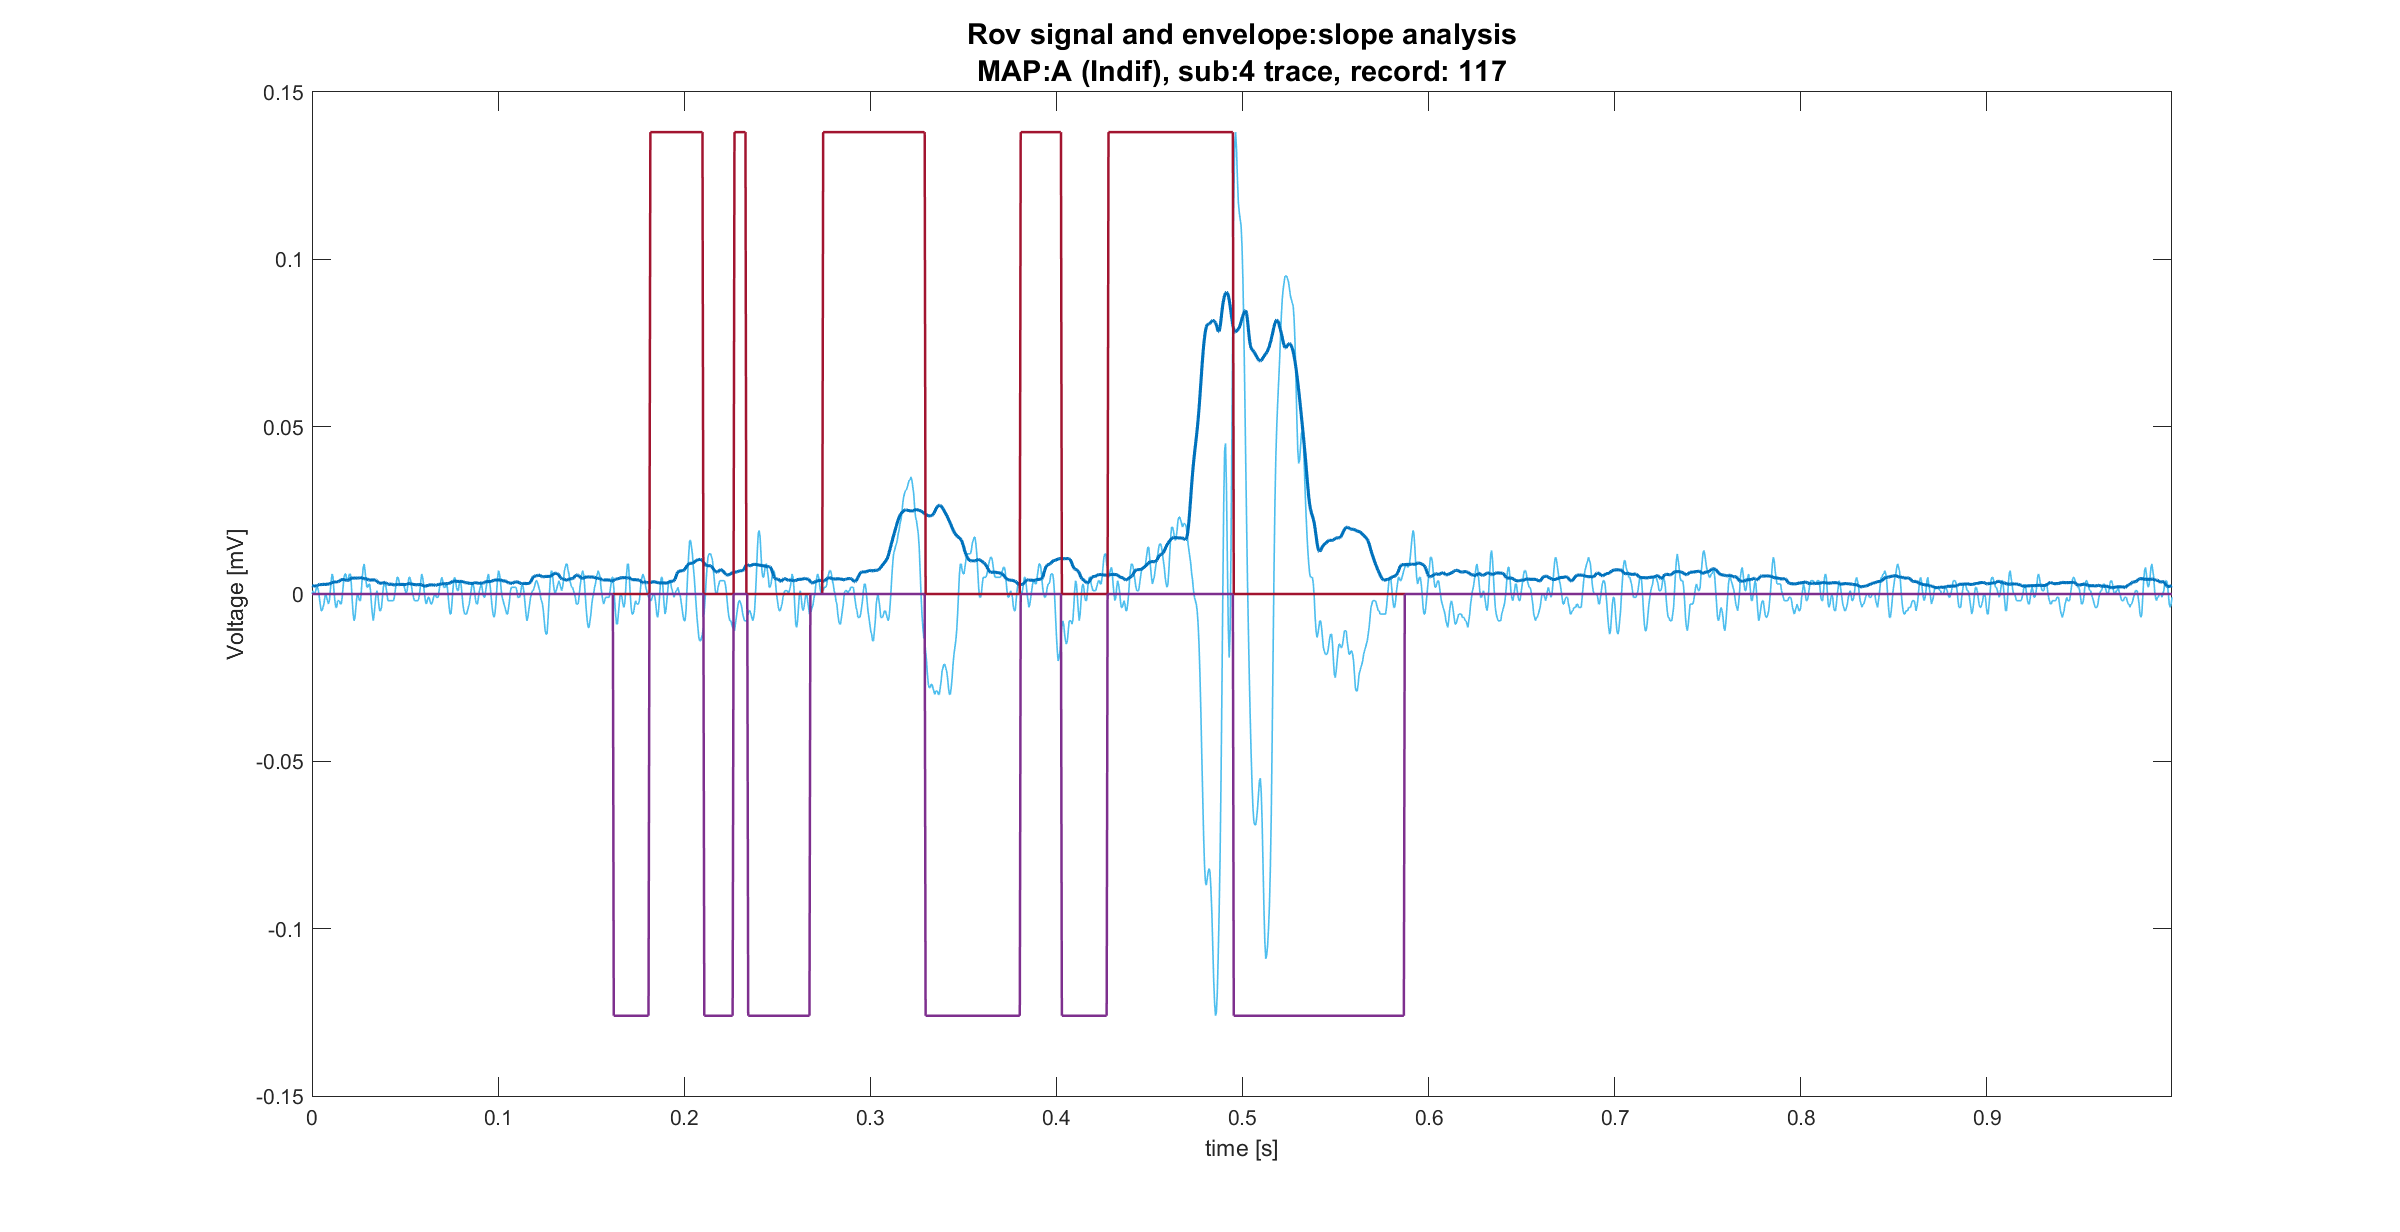 Rov signal and envelope:slope analysis
MAP:A (Indif), sub:4 trace, record: 117
0.15
0.1
0.05
0
-0.05
-0.1
-0.15
Voltage [mV]
0 0.1 0.2 0.3 0.4 0.5 0.6 0.7 0.8 0.9
time [s]